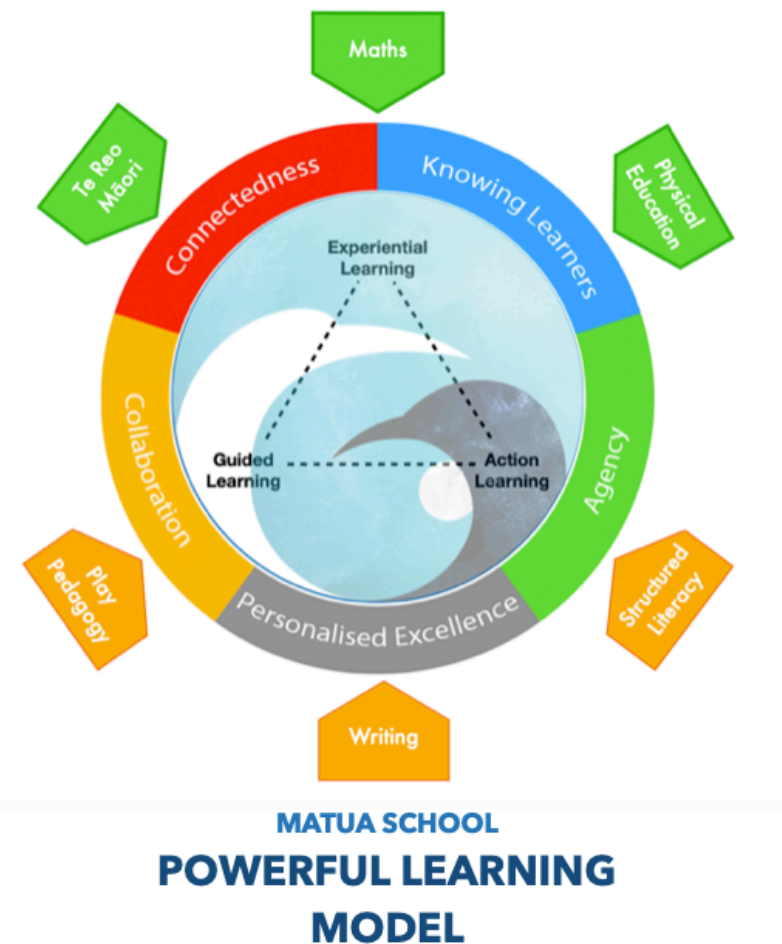 Maths
Te Reo
Māori
Physical
Education
Connectedness
Knowing Learners
Experiential
Learning
Collaboration
Guided
Learning
Action
Learning
Agency
Play
Pedagogy
Structured
Literacy
Personalised Excellence
Writing
MATUA SCHOOL
POWERFUL LEARNING
MODEL